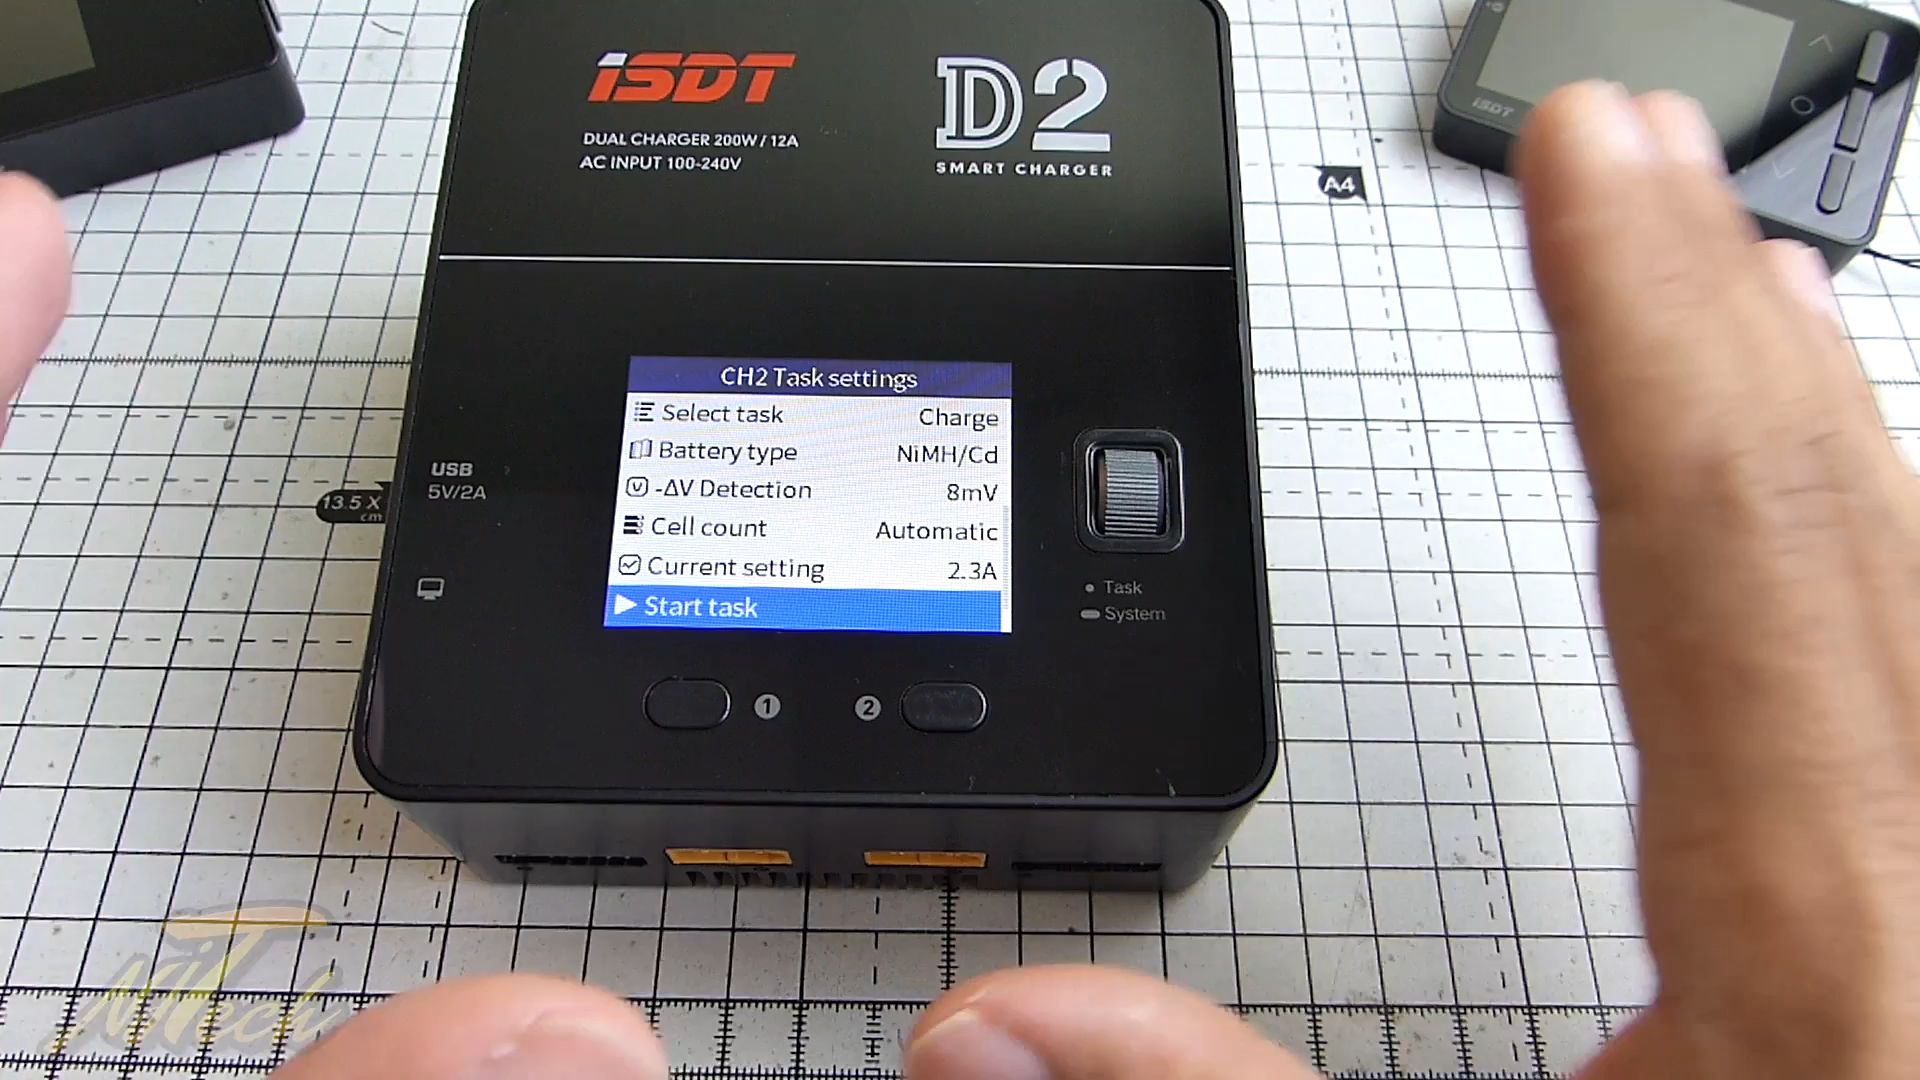 iSDT
D2
DUAL CHARGER 200W / 12A
AC INPUT 100-240V
SMART CHARGER
iSDT
A4
CH2 Task settings
Select task Charge
Battery type NiMH/Cd
-ΔV Detection 8mV
Cell count Automatic
Current setting 2.3A
Start task
USB
5V/2A
13.5 X
cm
Task
System
1 2